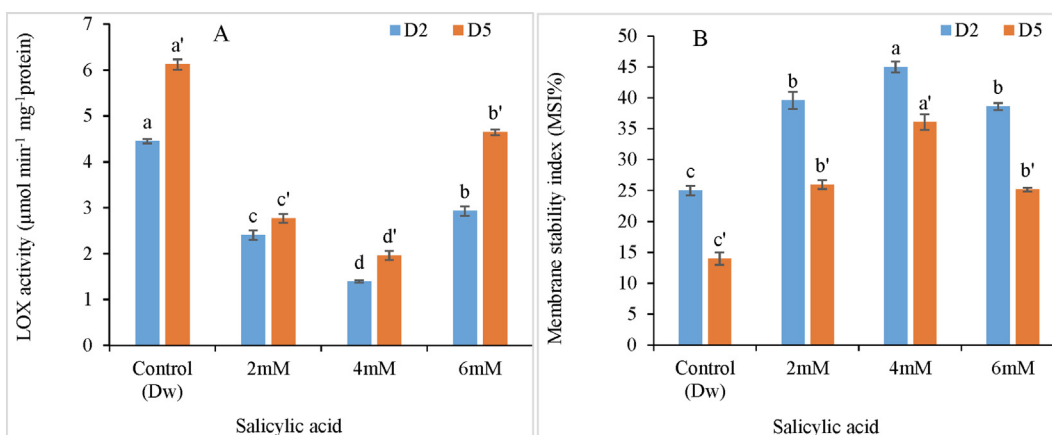 A
D2 D5
LOX activity (µmol min⁻¹ mg⁻¹protein)
7
6
5
4
3
2
1
0
a
a'
c
c'
d
d'
b
b'
Control (Dw)
2mM
4mM
6mM
Salicylic acid
B
D2 D5
Membrane stability index (MSI%)
50
45
40
35
30
25
20
15
10
5
0
c
c'
b
b'
a
a'
b
b'
Control (Dw)
2mM
4mM
6mM
Salicylic acid